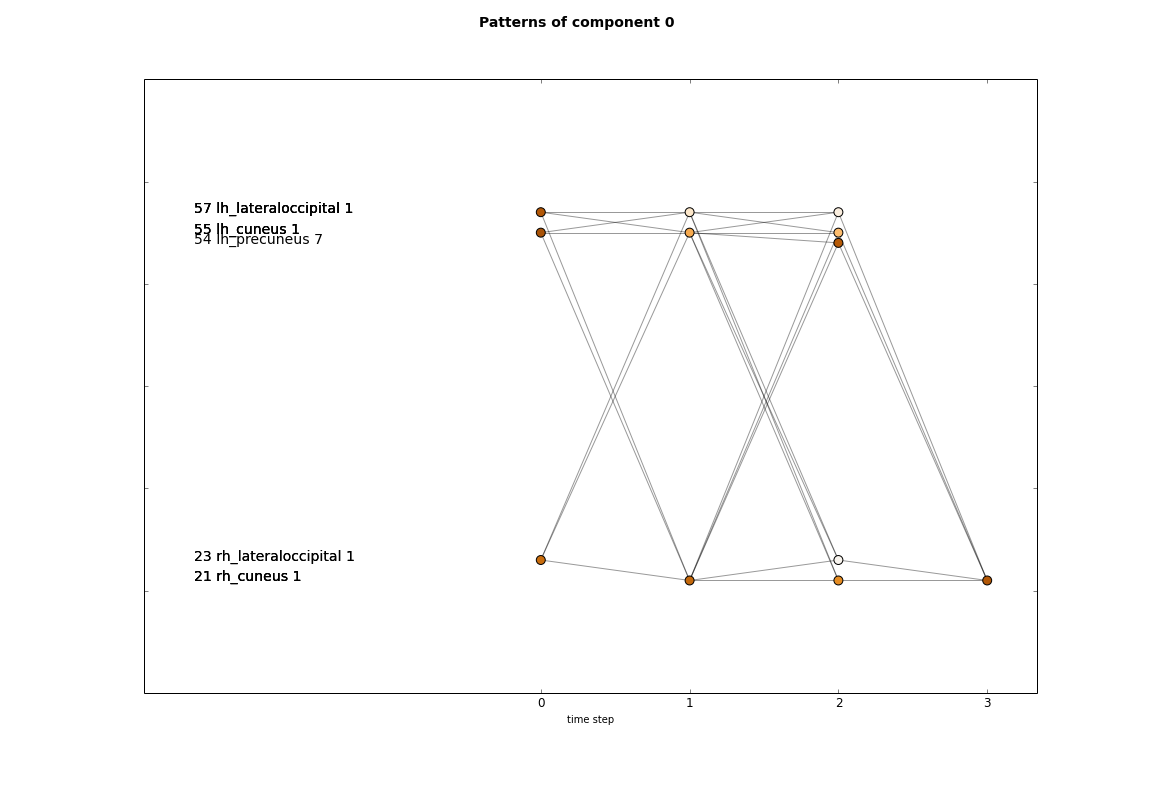 Patterns of component 0
57 lh_lateraloccipital 1
55 lh_cuneus 1
54 lh_precuneus 7
23 rh_lateraloccipital 1
21 rh_cuneus 1
0 1 2 3
time step